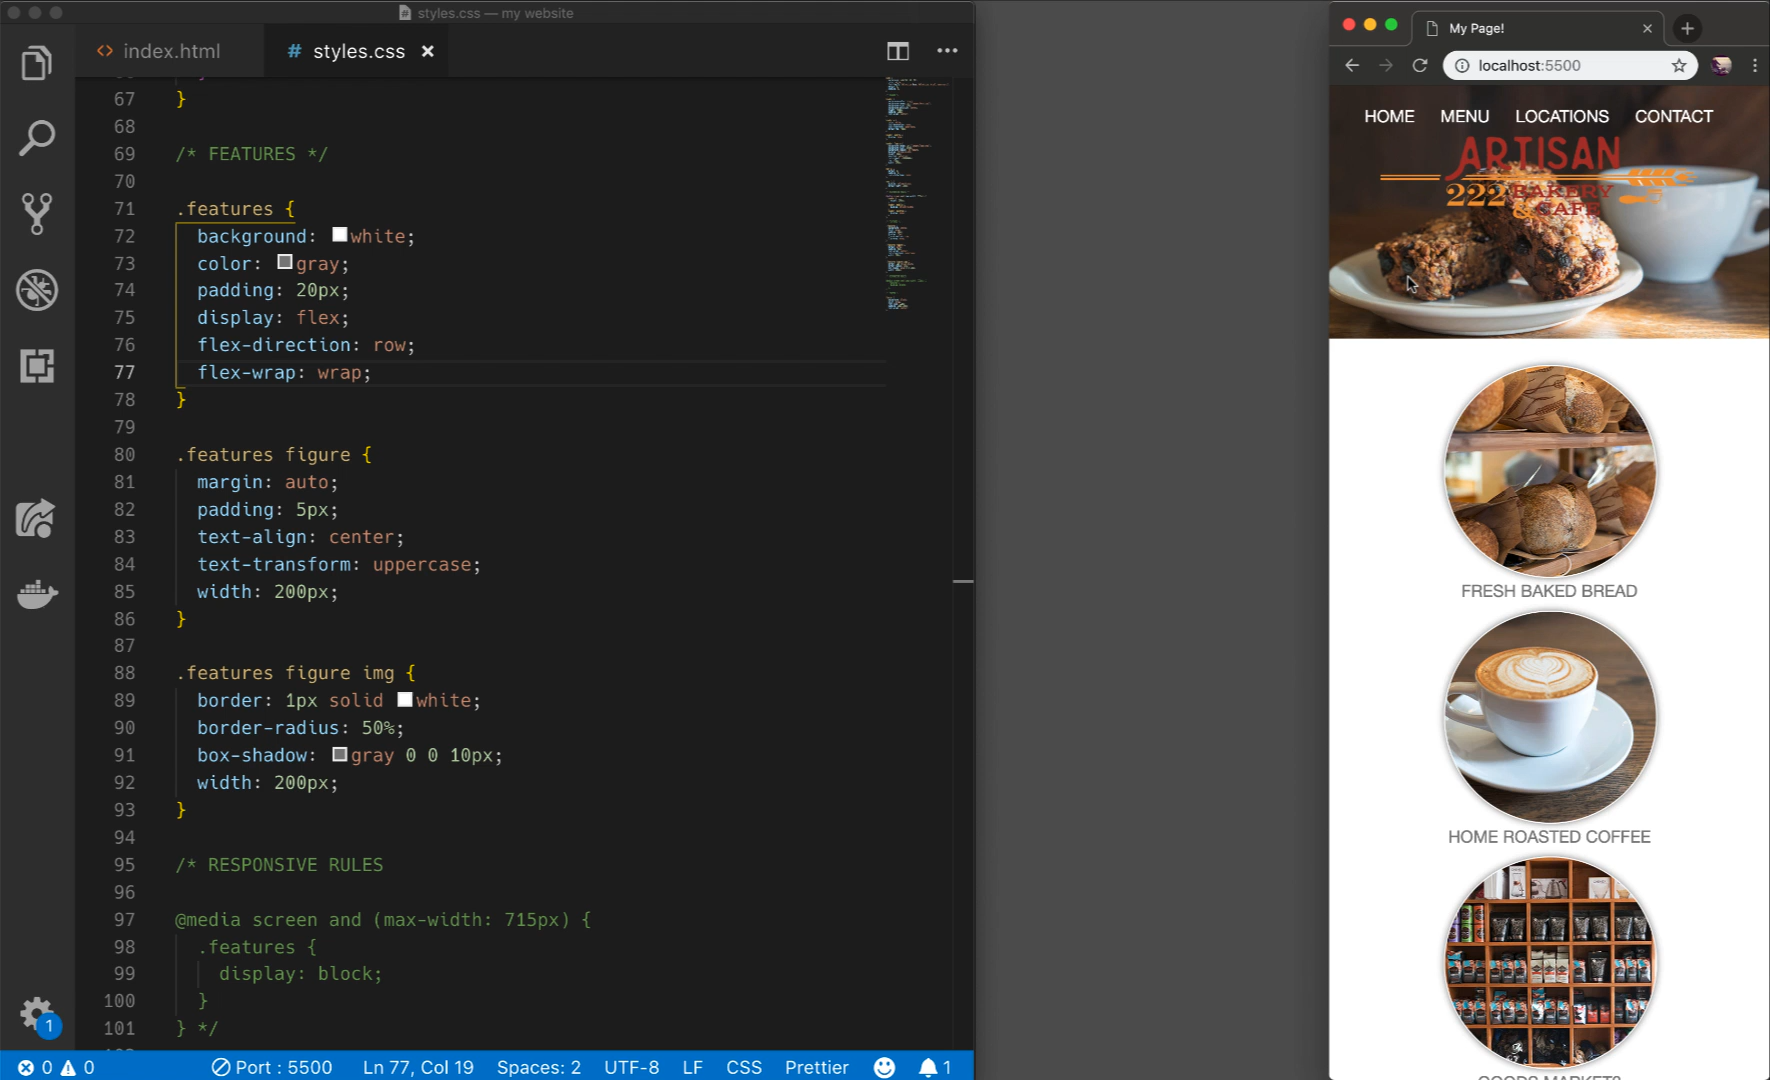 styles.css — my website
index.html
# styles.css ×
67 }
68
69 /* FEATURES */
70
71 .features {
72 background: white;
73 color: gray;
74 padding: 20px;
75 display: flex;
76 flex-direction: row;
77 flex-wrap: wrap;
78 }
79
80 .features figure {
81 margin: auto;
82 padding: 5px;
83 text-align: center;
84 text-transform: uppercase;
85 width: 200px;
86 }
87
88 .features figure img {
89 border: 1px solid white;
90 border-radius: 50%;
91 box-shadow: gray 0 0 10px;
92 width: 200px;
93 }
94
95 /* RESPONSIVE RULES
96
97 @media screen and (max-width: 715px) {
98 .features {
99 display: block;
100 }
101 } */
1
0 0 Port : 5500 Ln 77, Col 19 Spaces: 2 UTF-8 LF CSS Prettier 1
My Page!
localhost:5500
HOME MENU LOCATIONS CONTACT
ARTISAN
222 BAKERY
& CAFE
FRESH BAKED BREAD
HOME ROASTED COFFEE